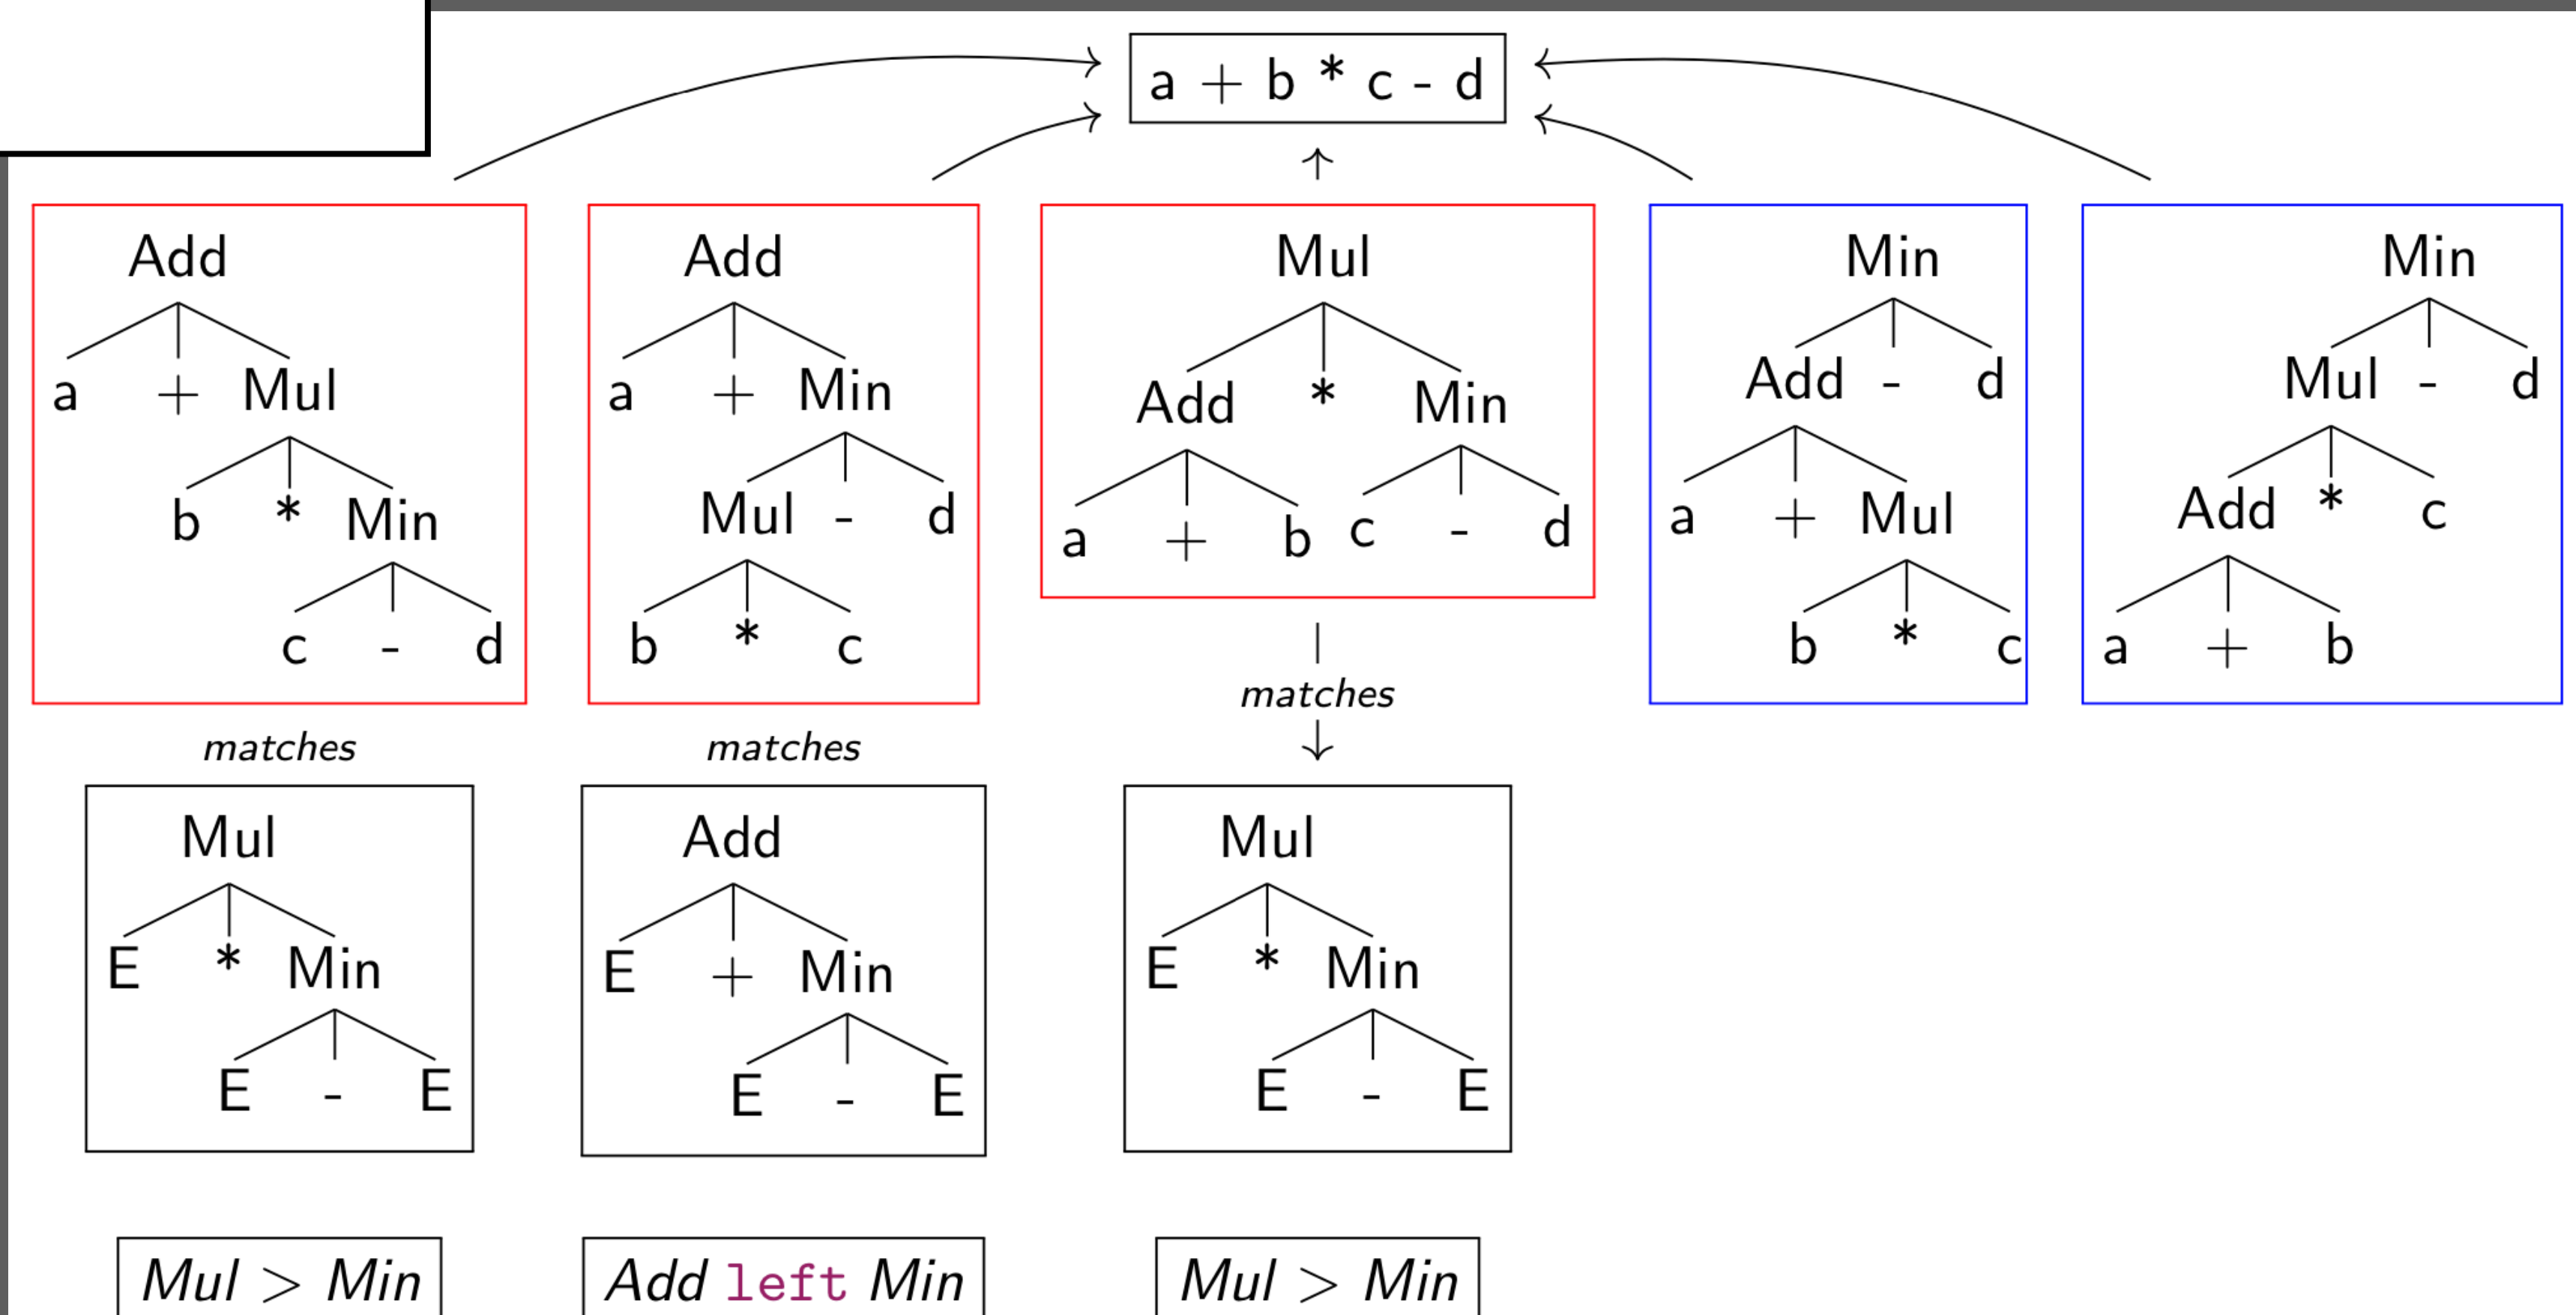 a + b * c - d
Add Add Mul Min Min
a + Mul a + Min Add * Min Add - d Mul - d
b * Min Mul - d a + b c - d a + Mul Add * c
c - d b * c b * c a + b
matches
matches matches
Mul Add Mul
E * Min E + Min E * Min
E - E E - E E - E
Mul > Min Add left Min Mul > Min